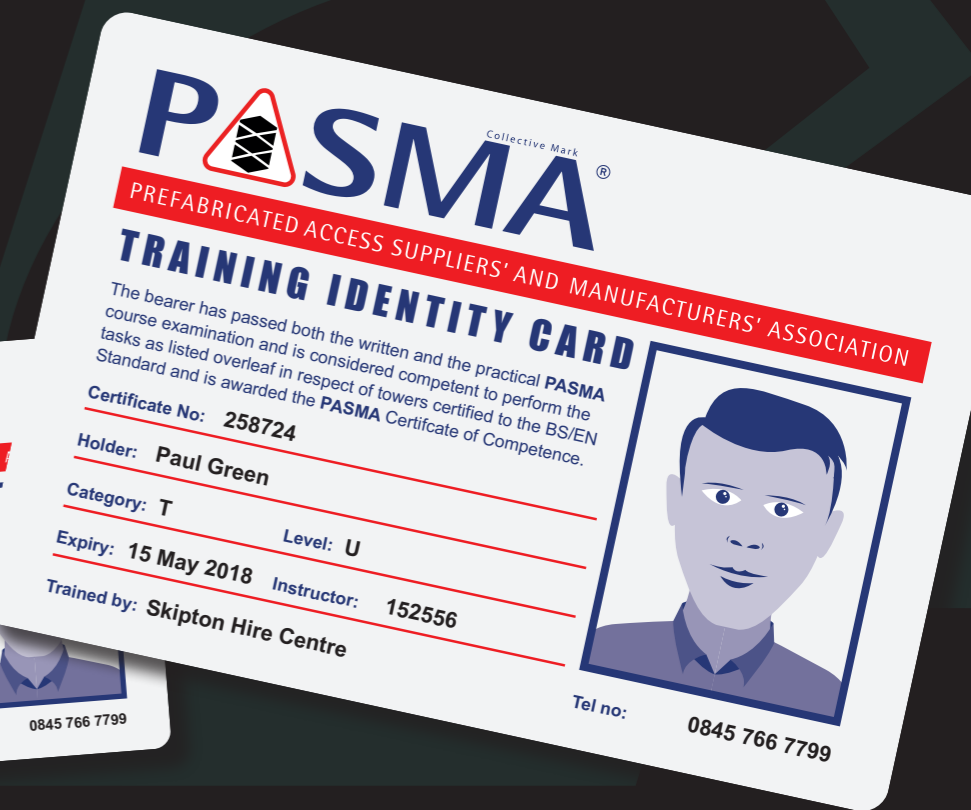 PASMA
Collective Mark
®
PREFABRICATED ACCESS SUPPLIERS' AND MANUFACTURERS' ASSOCIATION
TRAINING IDENTITY CARD
The bearer has passed both the written and the practical PASMA
course examination and is considered competent to perform the
tasks as listed overleaf in respect of towers certified to the BS/EN
Standard and is awarded the PASMA Certifcate of Competence.
Certificate No: 258724
Holder: Paul Green
Category: T Level: U
Expiry: 15 May 2018 Instructor: 152556
Trained by: Skipton Hire Centre
Tel no: 0845 766 7799
0845 766 7799